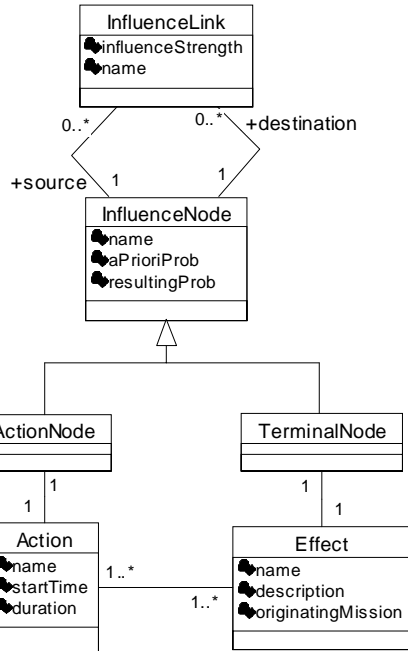 InfluenceLink
influenceStrength
name
0..* 0..* +destination
+source 1 1
InfluenceNode
name
aPrioriProb
resultingProb
ActionNode TerminalNode
1 1
1 1
Action Effect
name 1..* name
startTime description
duration 1..* originatingMission